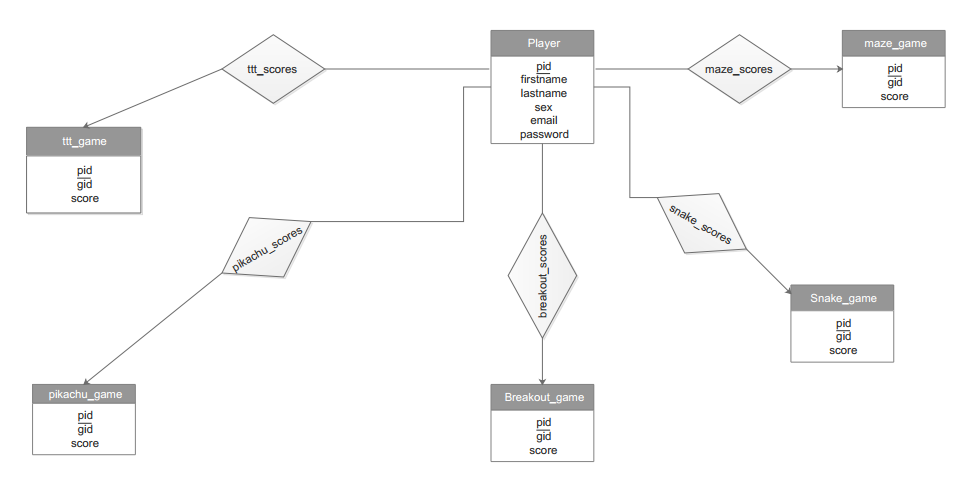 Player
pid
firstname
lastname
sex
email
password
ttt_scores
maze_scores
maze_game
pid
gid
score
ttt_game
pid
gid
score
pikachu_scores
breakout_scores
snake_scores
Snake_game
pid
gid
score
pikachu_game
pid
gid
score
Breakout_game
pid
gid
score